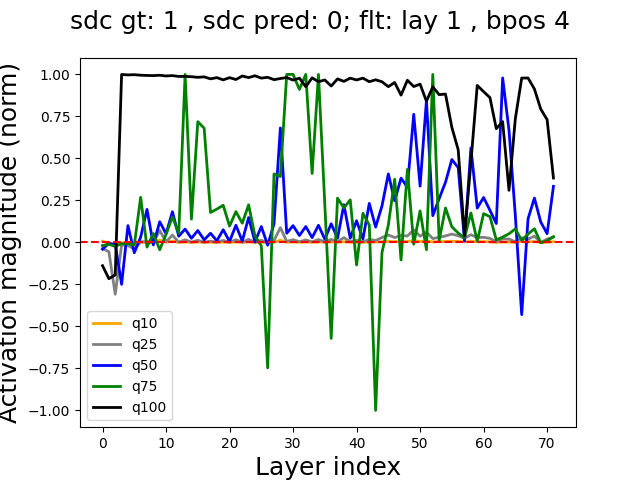 sdc gt: 1 , sdc pred: 0; flt: lay 1 , bpos 4
Activation magnitude (norm)
1.00
0.75
0.50
0.25
0.00
−0.25
−0.50
−0.75
−1.00
q10
q25
q50
q75
q100
0 10 20 30 40 50 60 70
Layer index